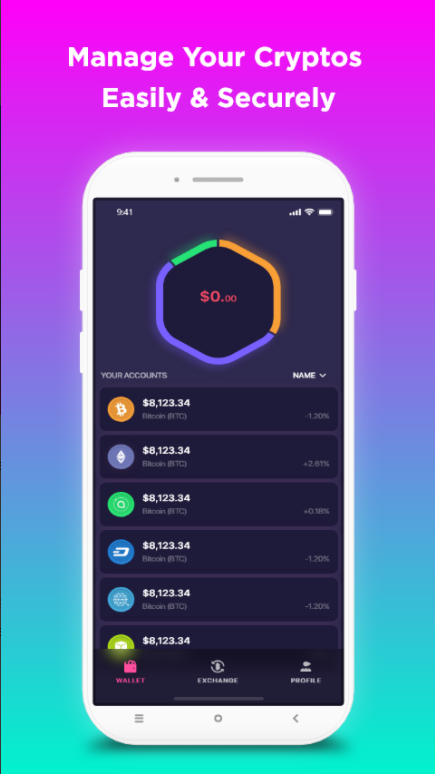 Manage Your Cryptos
Easily & Securely
9:41
$0.00
YOUR ACCOUNTS
NAME
$8,123.34
Bitcoin (BTC)
-1.20%
$8,123.34
Bitcoin (BTC)
+2.61%
$8,123.34
Bitcoin (BTC)
+0.18%
$8,123.34
Bitcoin (BTC)
-1.20%
$8,123.34
Bitcoin (BTC)
-1.20%
$8,123.34
WALLET
EXCHANGE
PROFILE